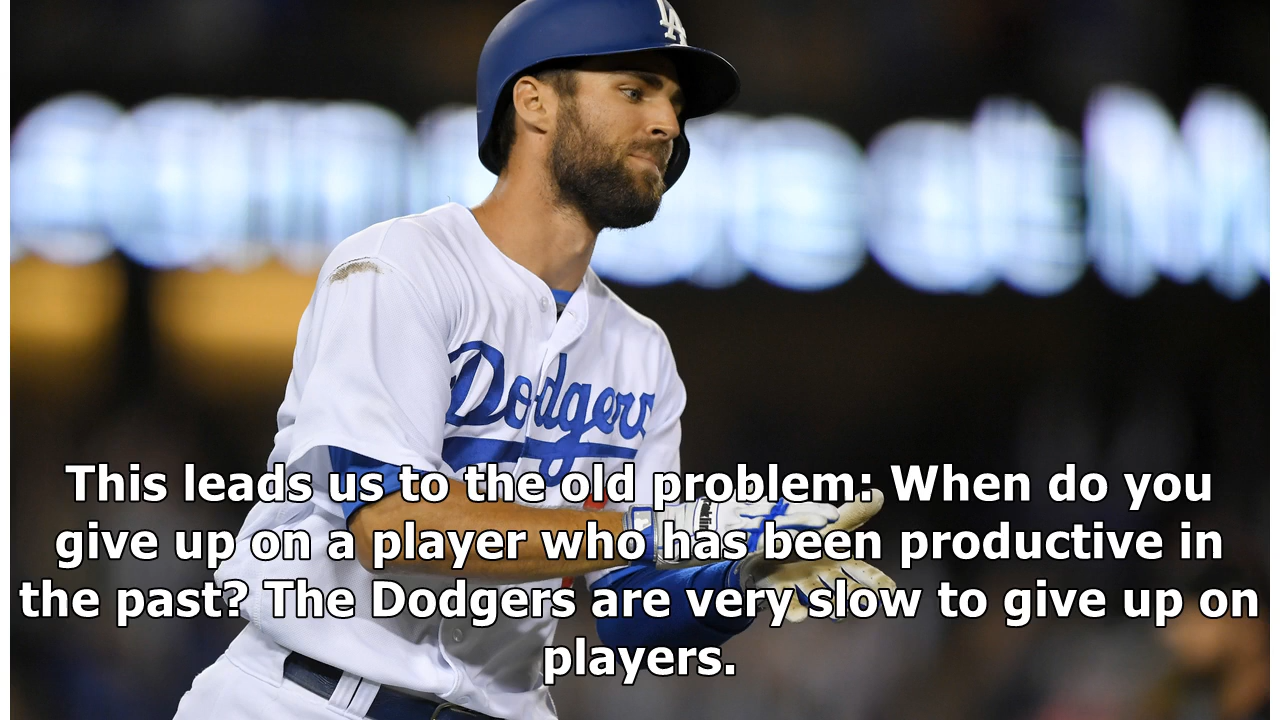 LA
Dodgers
Franklin
This leads us to the old problem: When do you
give up on a player who has been productive in
the past? The Dodgers are very slow to give up on
players.